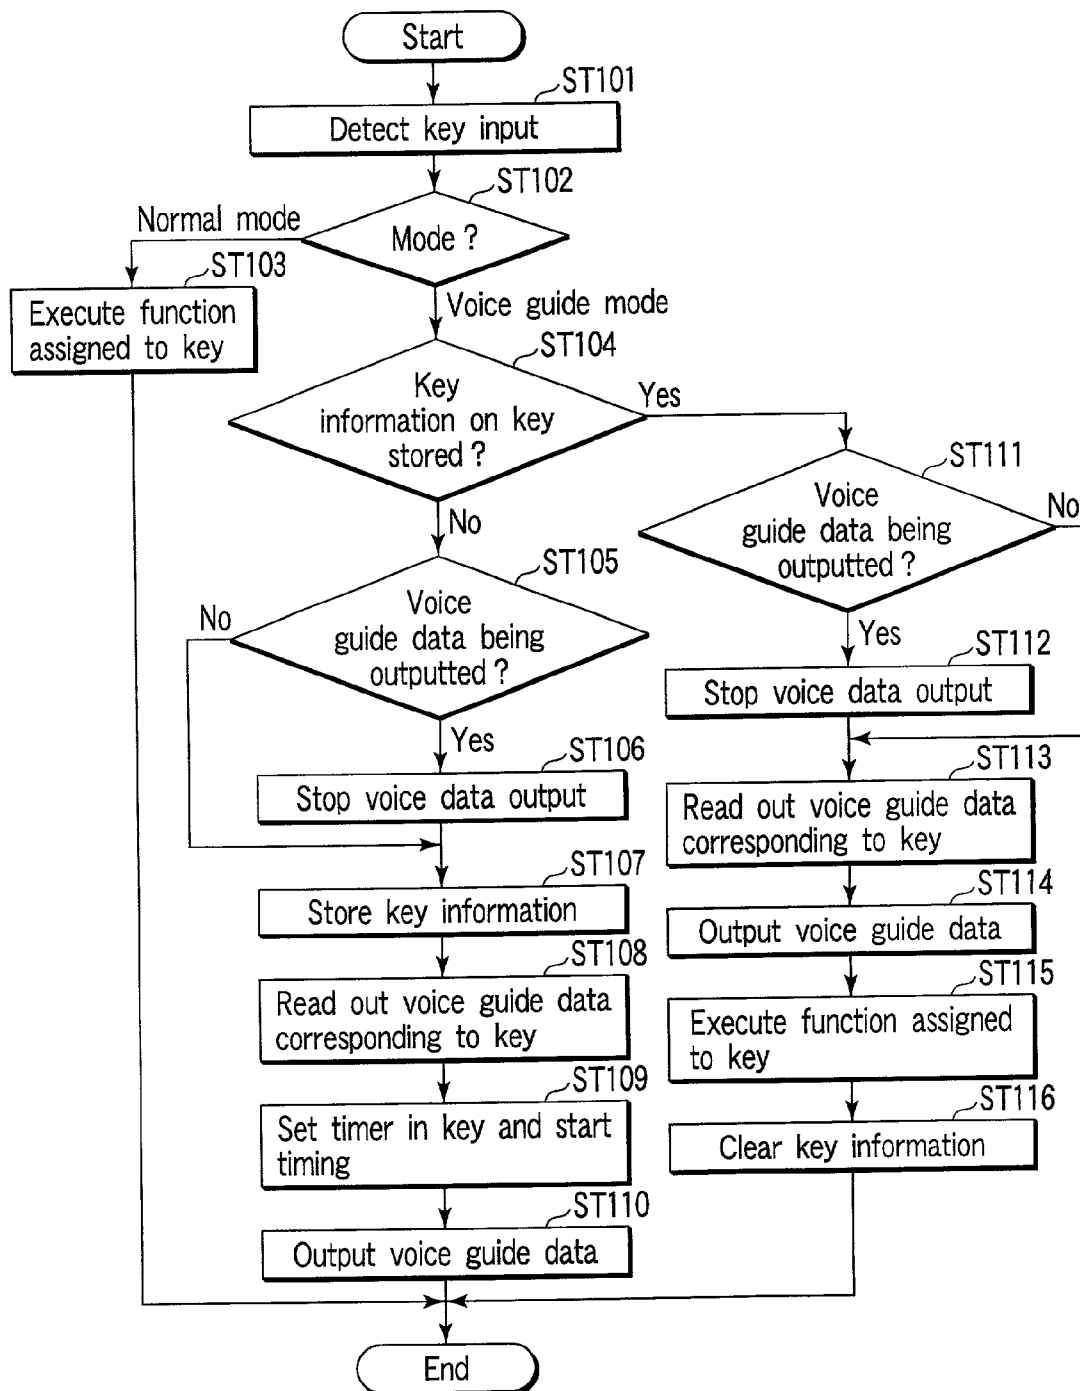 Start
ST101
Detect key input
ST102
Normal mode
Mode ?
ST103
Execute function
assigned to key
Voice guide mode
ST104
Key
information on key
stored ?
Yes
No
ST111
Voice
guide data being
outputted ?
No
ST105
Voice
guide data being
outputted ?
No
Yes
ST112
Stop voice data output
Yes
ST106
Stop voice data output
ST113
Read out voice guide data
corresponding to key
ST107
Store key information
ST114
Output voice guide data
ST108
Read out voice guide data
corresponding to key
ST115
Execute function assigned
to key
ST109
Set timer in key and start
timing
ST116
Clear key information
ST110
Output voice guide data
End